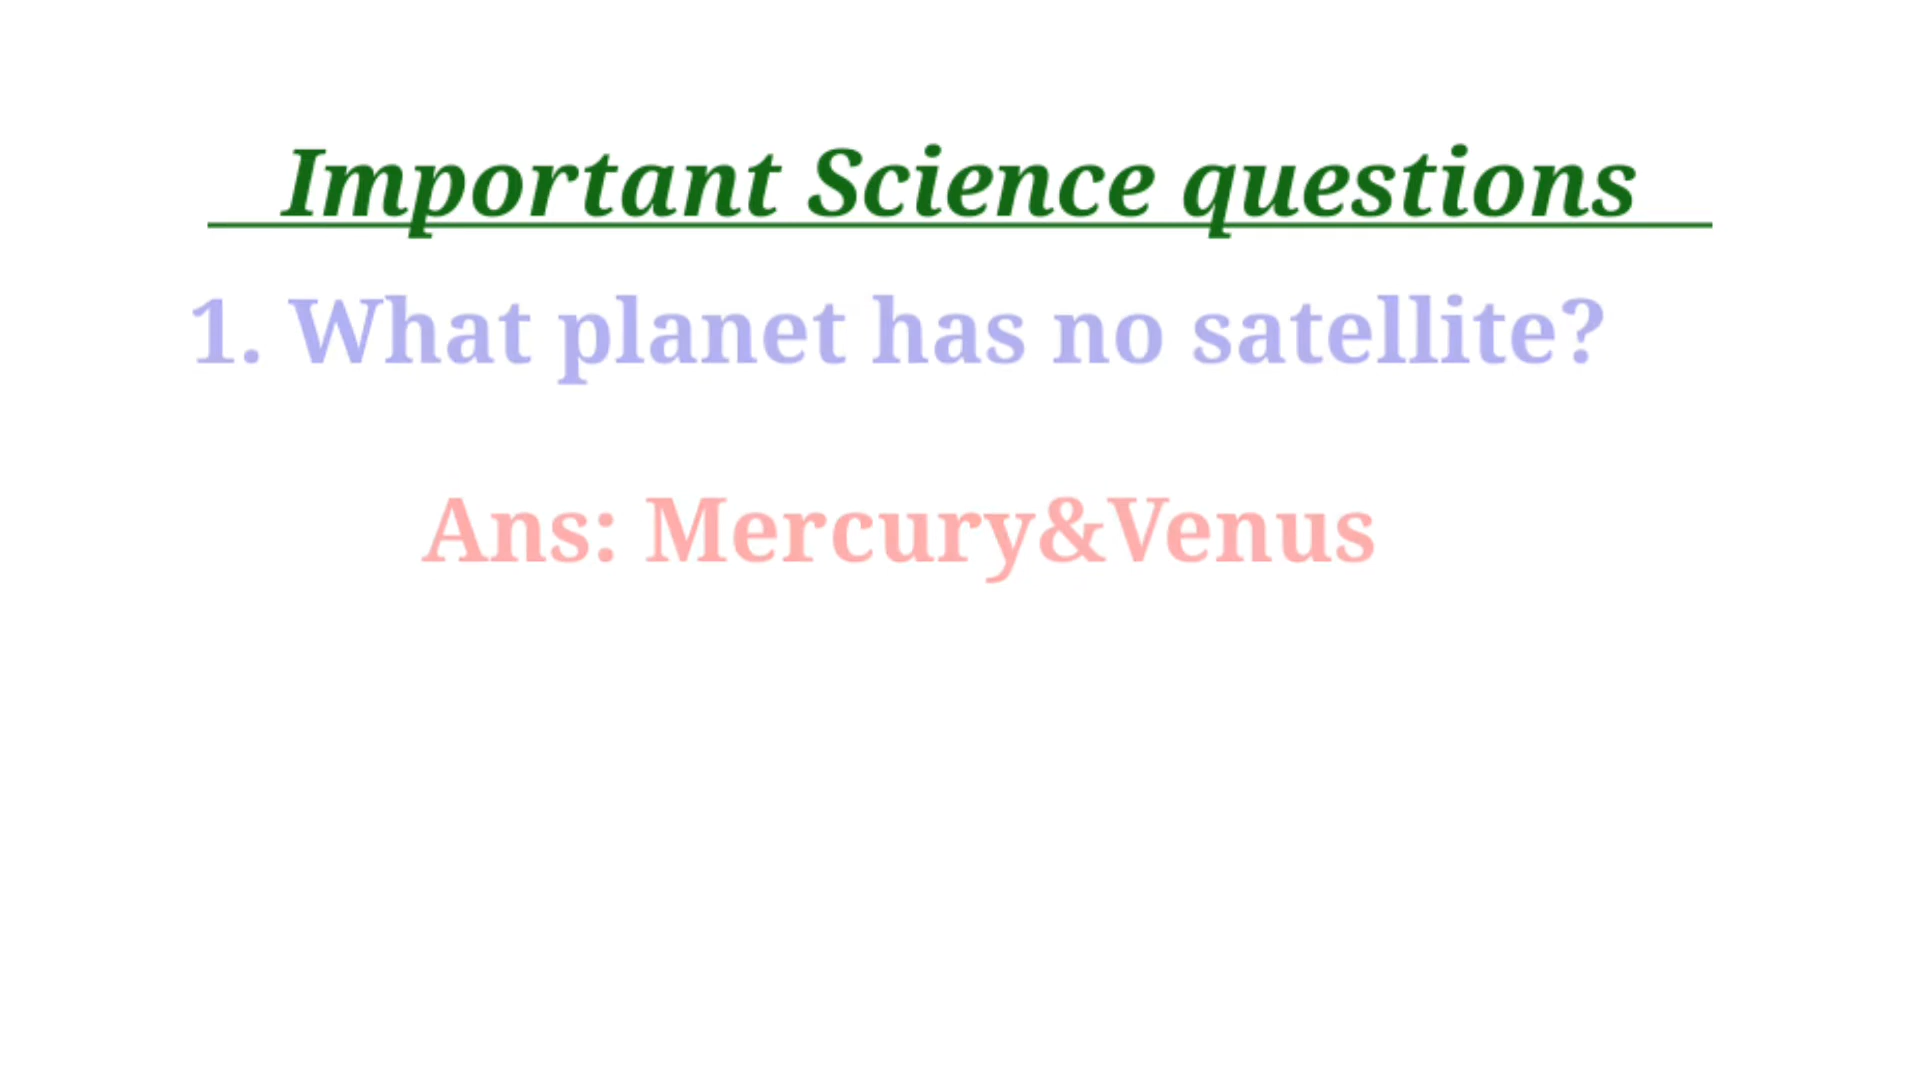 Important Science questions
1. What planet has no satellite?
Ans: Mercury&Venus